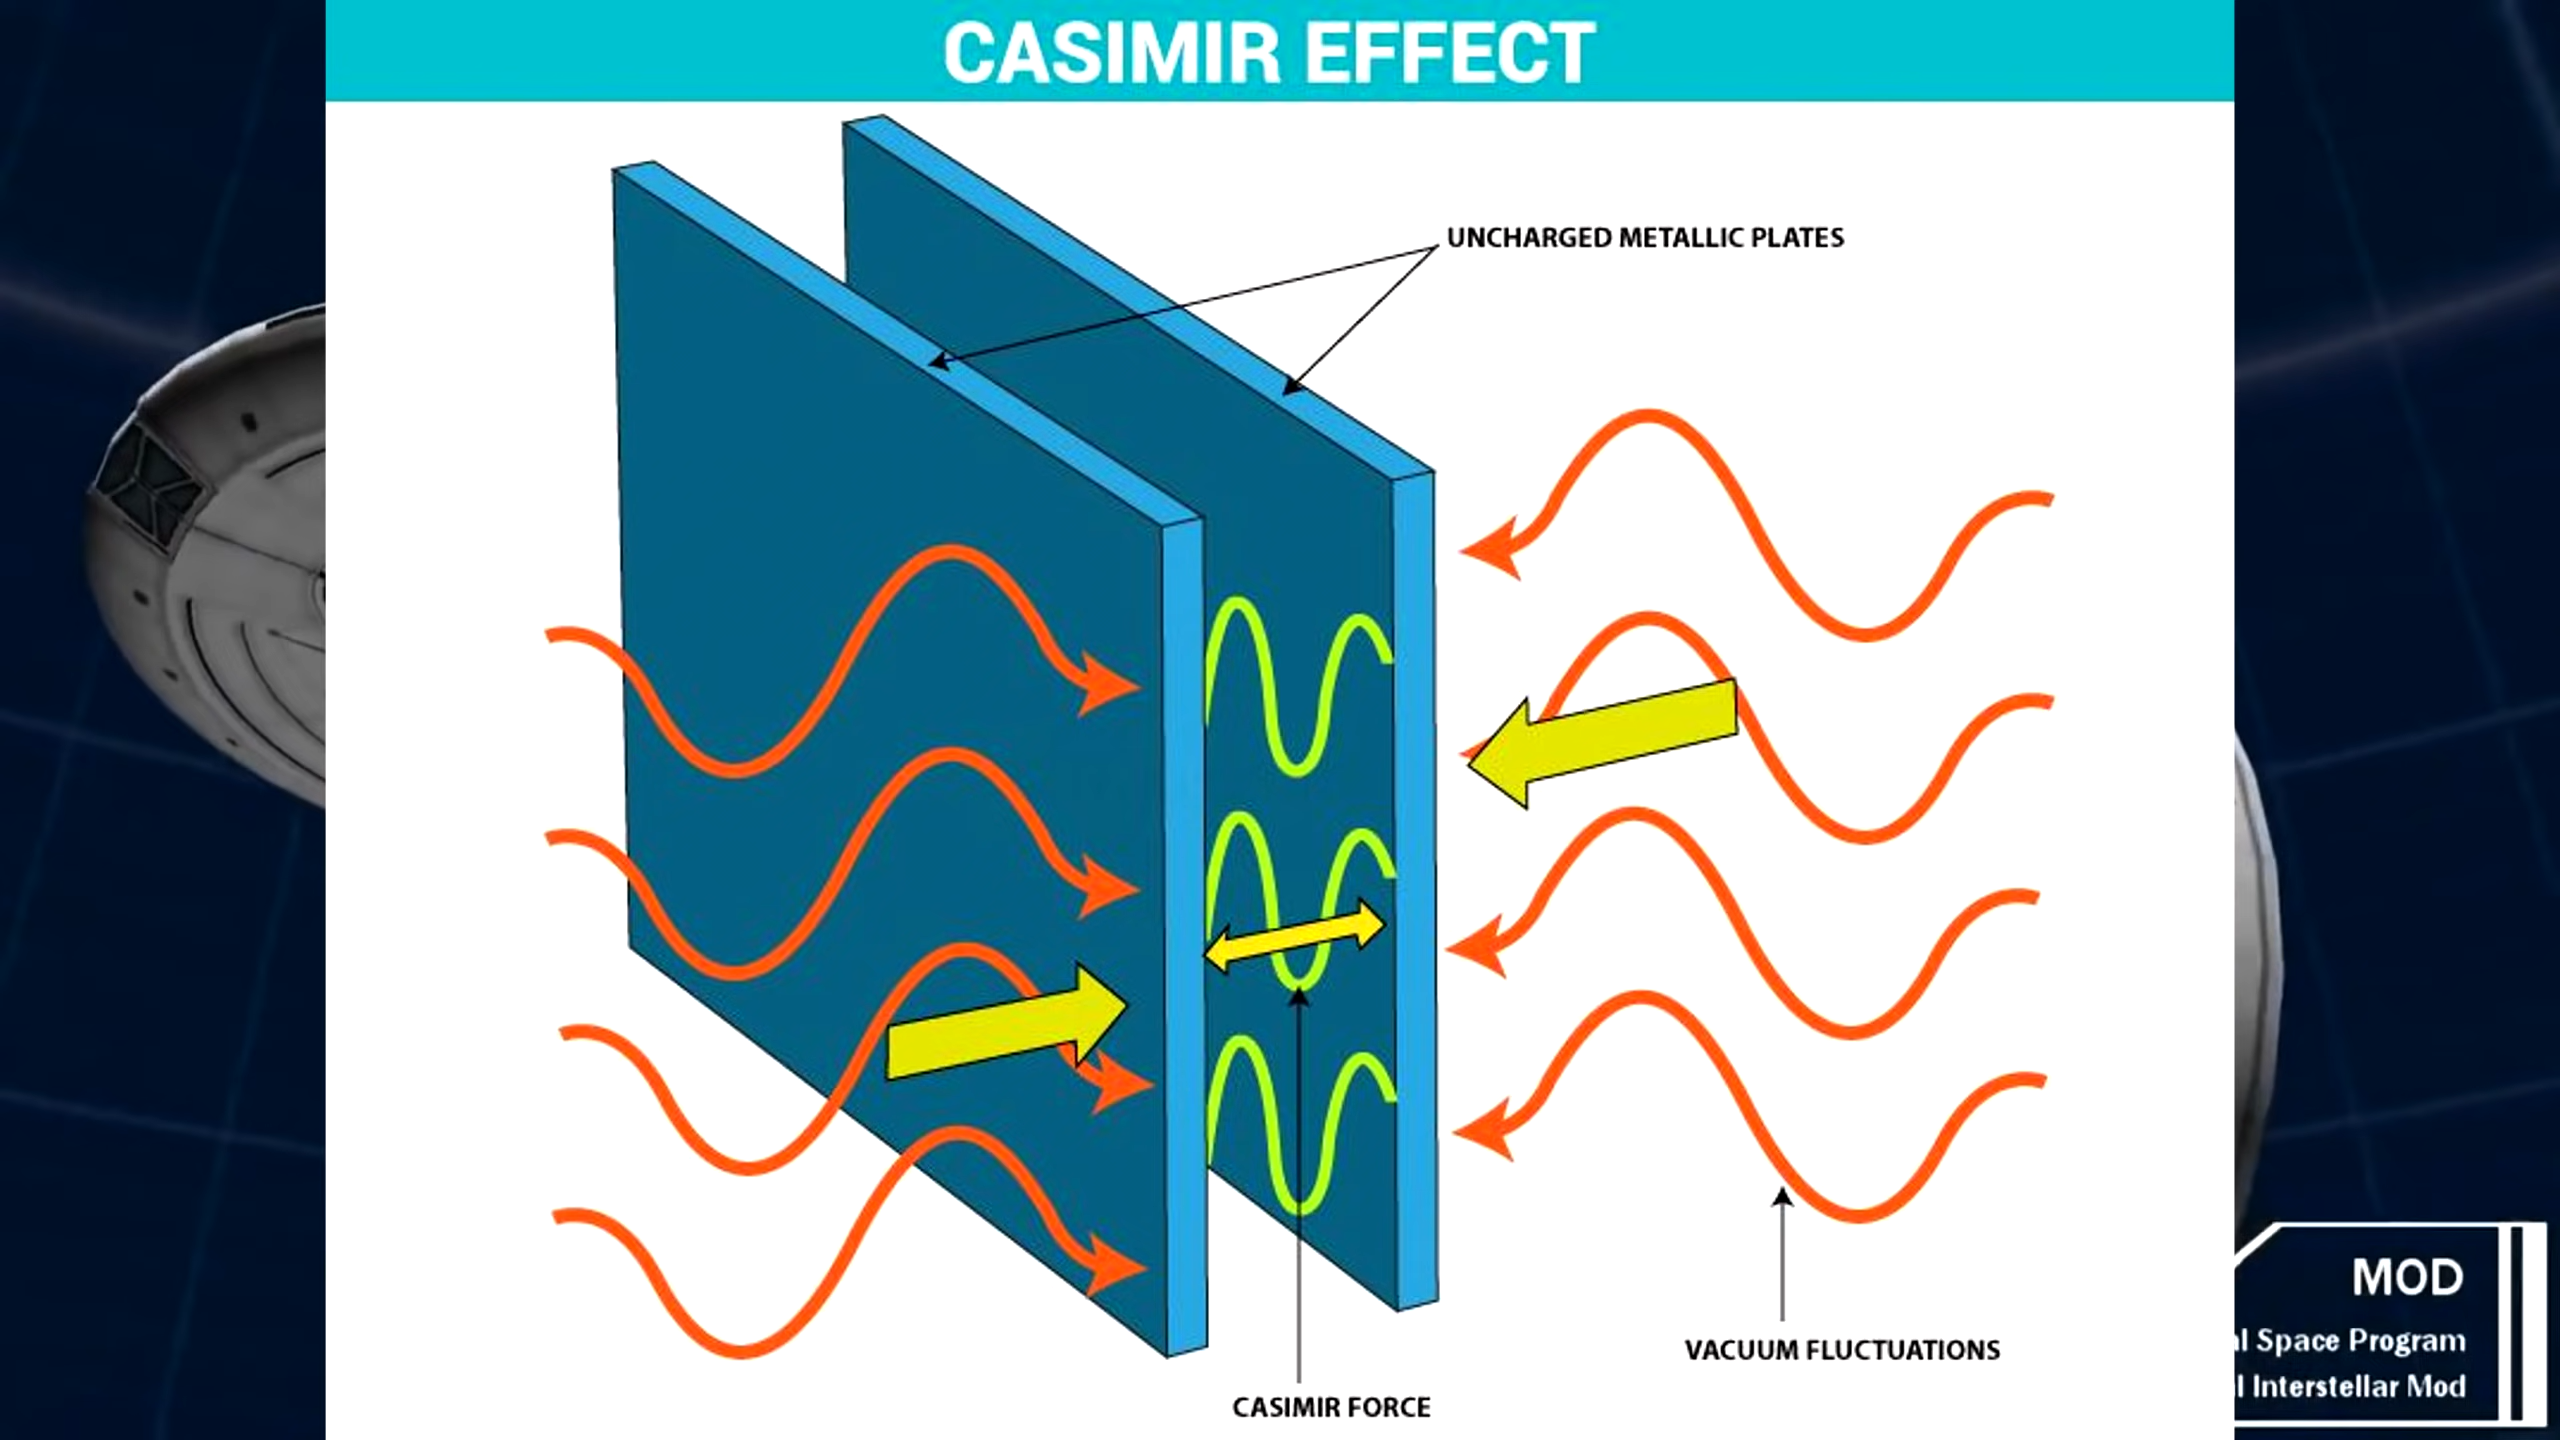 CASIMIR EFFECT
UNCHARGED METALLIC PLATES
VACUUM FLUCTUATIONS
CASIMIR FORCE
MOD
Space Program
Interstellar Mod